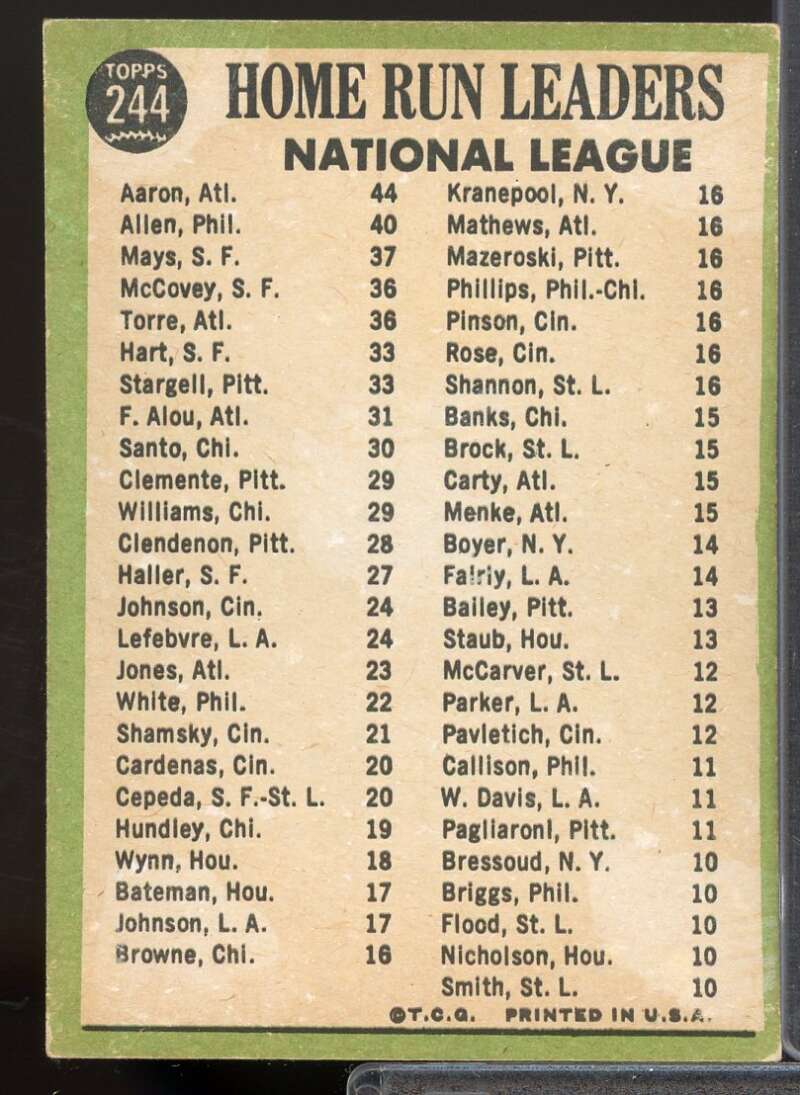 TOPPS
244
HOME RUN LEADERS
NATIONAL LEAGUE
Aaron, Atl. 44
Allen, Phil. 40
Mays, S. F. 37
McCovey, S. F. 36
Torre, Atl. 36
Hart, S. F. 33
Stargell, Pitt. 33
F. Alou, Atl. 31
Santo, Chi. 30
Clemente, Pitt. 29
Williams, Chi. 29
Clendenon, Pitt. 28
Haller, S. F. 27
Johnson, Cin. 24
Lefebvre, L. A. 24
Jones, Atl. 23
White, Phil. 22
Shamsky, Cin. 21
Cardenas, Cin. 20
Cepeda, S. F.-St. L. 20
Hundley, Chi. 19
Wynn, Hou. 18
Bateman, Hou. 17
Johnson, L. A. 17
Browne, Chi. 16
Kranepool, N. Y. 16
Mathews, Atl. 16
Mazeroski, Pitt. 16
Phillips, Phil.-Chi. 16
Pinson, Cin. 16
Rose, Cin. 16
Shannon, St. L. 16
Banks, Chi. 15
Brock, St. L. 15
Carty, Atl. 15
Menke, Atl. 15
Boyer, N. Y. 14
Fairly, L. A. 14
Bailey, Pitt. 13
Staub, Hou. 13
McCarver, St. L. 12
Parker, L. A. 12
Pavletich, Cin. 12
Callison, Phil. 11
W. Davis, L. A. 11
Pagliaroni, Pitt. 11
Bressoud, N. Y. 10
Briggs, Phil. 10
Flood, St. L. 10
Nicholson, Hou. 10
Smith, St. L. 10
©T.C.G. PRINTED IN U.S.A.